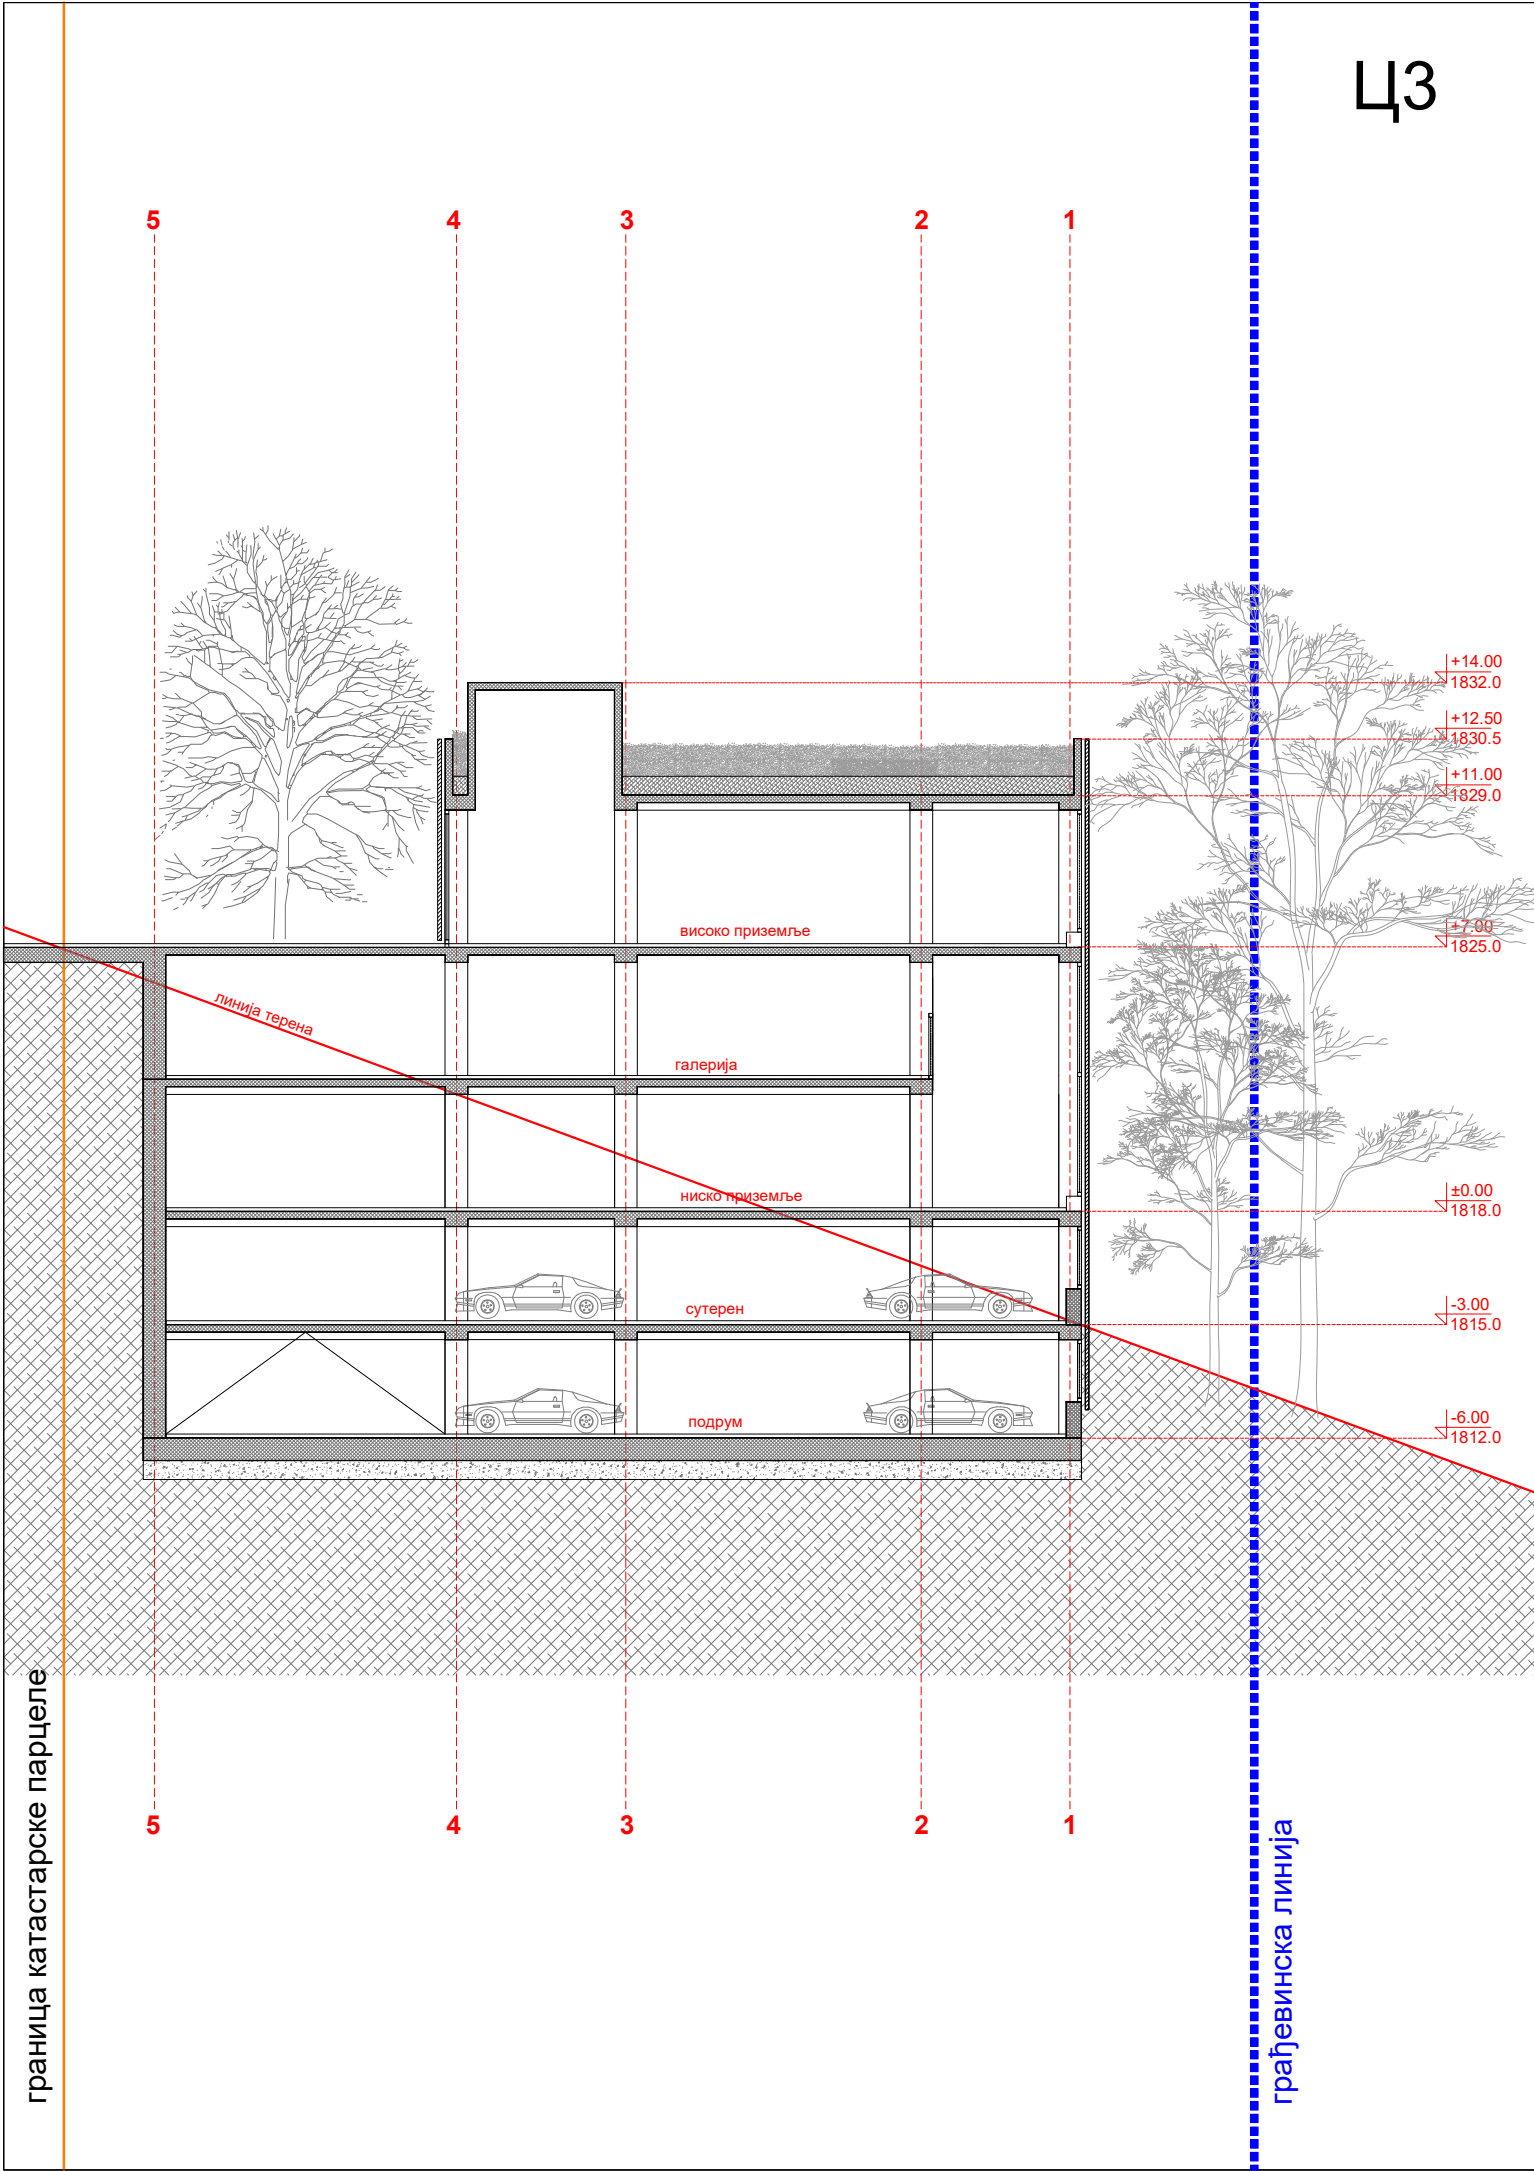 Ц3
5 4 3 2 1
+14.00
1832.0
+12.50
1830.5
+11.00
1829.0
високо приземље
+7.00
1825.0
линија терена
галерија
ниско приземље
±0.00
1818.0
сутерен
-3.00
1815.0
подрум
-6.00
1812.0
5 4 3 2 1
граница катастарске парцеле
грађевинска линија